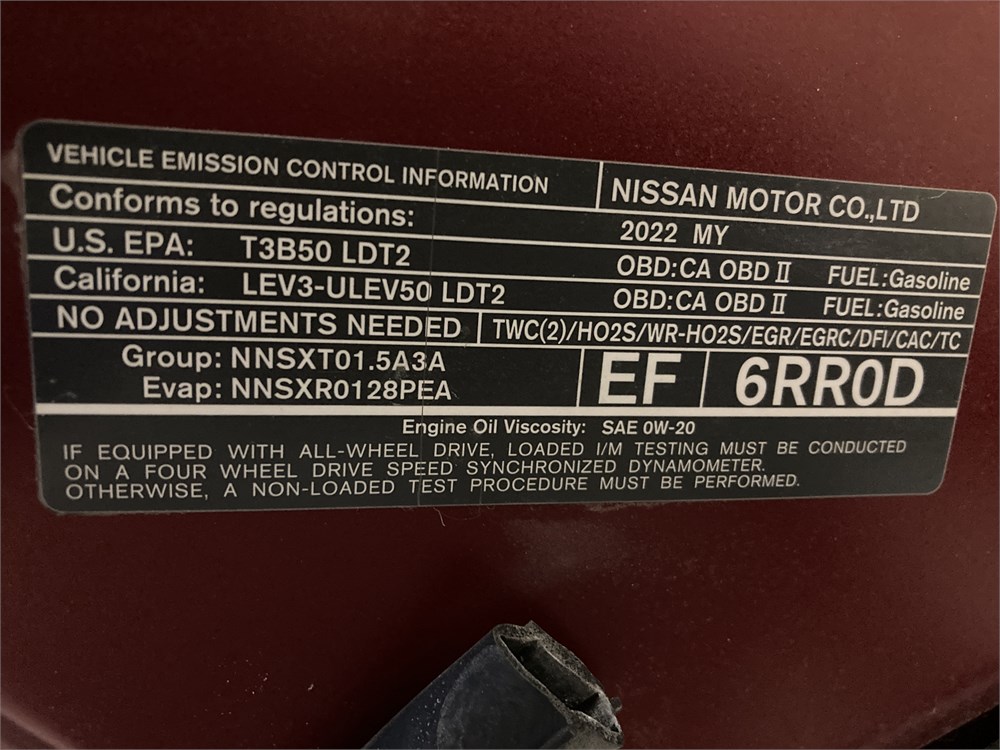 VEHICLE EMISSION CONTROL INFORMATION
NISSAN MOTOR CO.,LTD
Conforms to regulations:
2022 MY
U.S. EPA: T3B50 LDT2 OBD:CA OBD II FUEL:Gasoline
California: LEV3-ULEV50 LDT2 OBD:CA OBD II FUEL:Gasoline
NO ADJUSTMENTS NEEDED
TWC(2)/HO2S/WR-HO2S/EGR/EGRC/DFI/CAC/TC
Group: NNSXT01.5A3A
Evap: NNSXR0128PEA
EF
6RR0D
Engine Oil Viscosity: SAE 0W-20
IF EQUIPPED WITH ALL-WHEEL DRIVE, LOADED I/M TESTING MUST BE CONDUCTED
ON A FOUR WHEEL DRIVE SPEED SYNCHRONIZED DYNAMOMETER.
OTHERWISE, A NON-LOADED TEST PROCEDURE MUST BE PERFORMED.